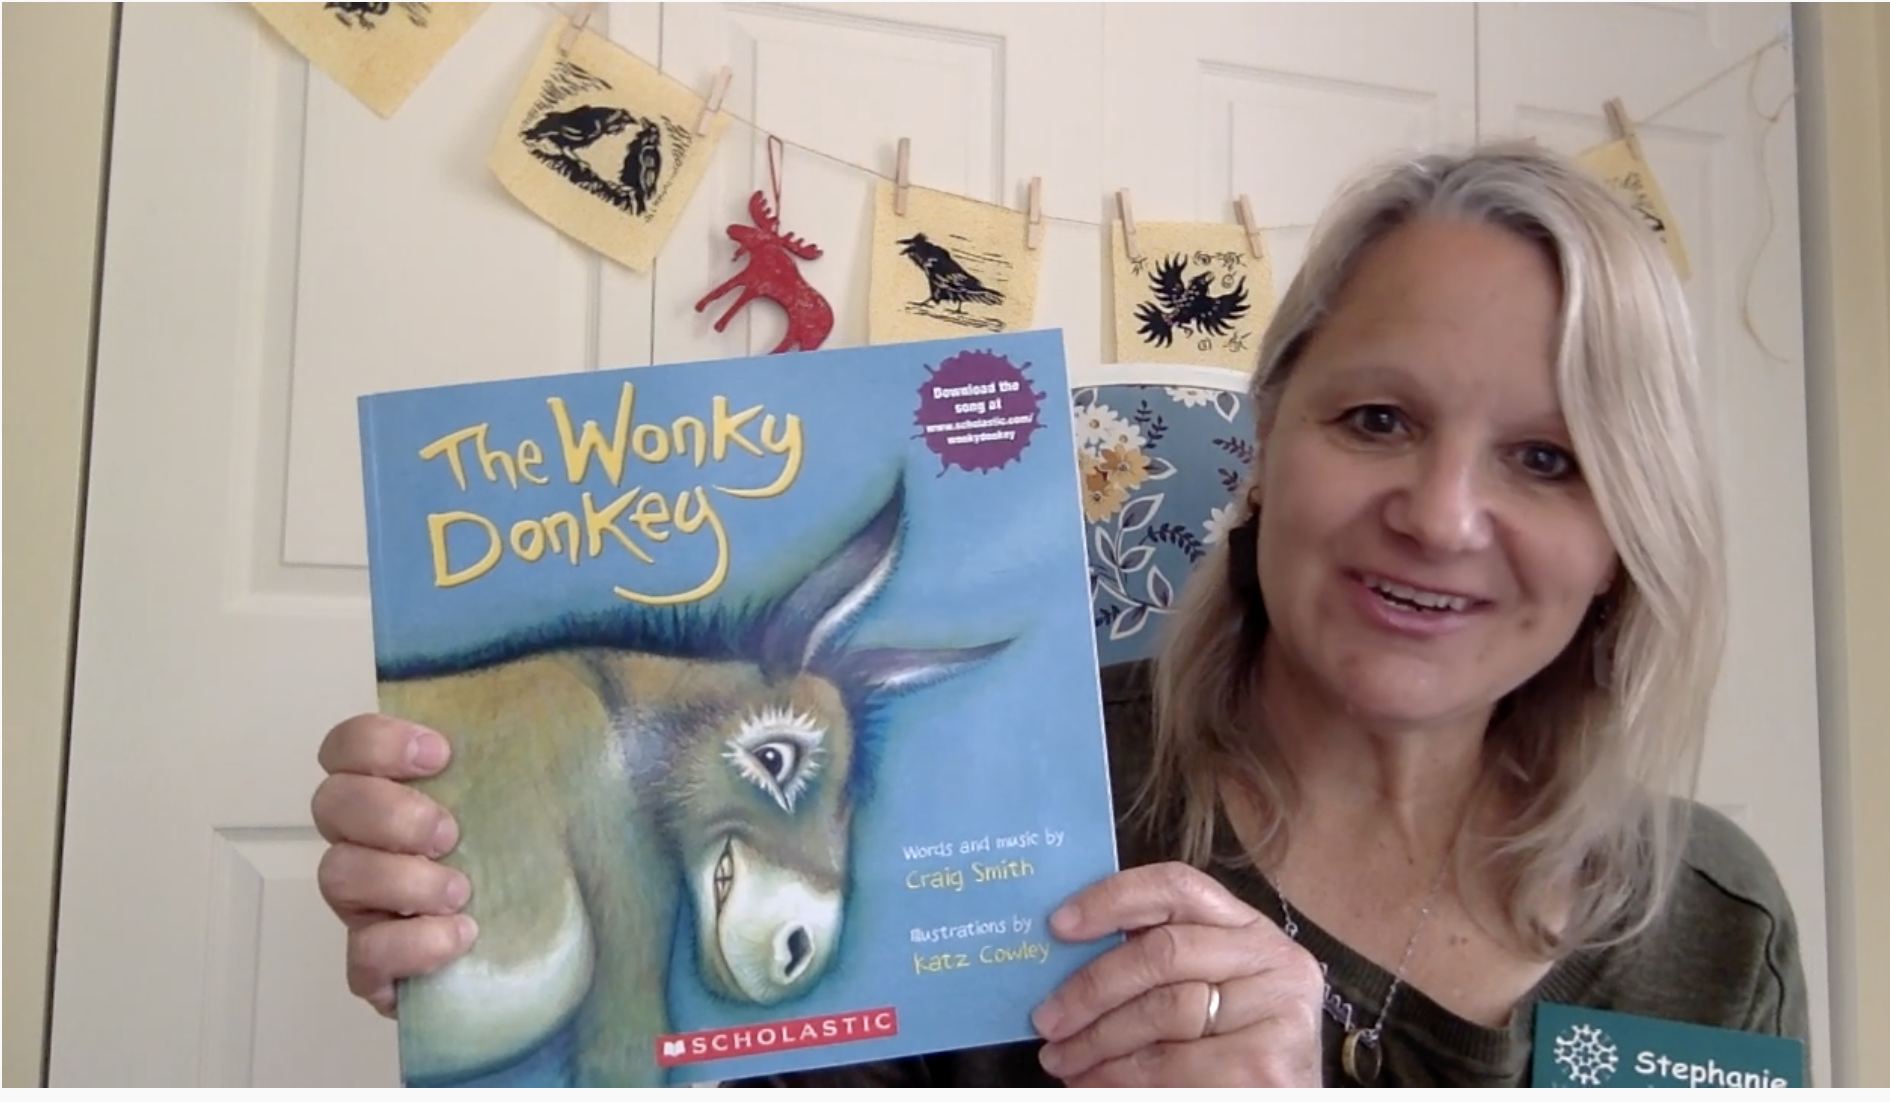 The Wonky
Donkey
Download the
song at
www.scholastic.com/
wonkydonkey
Words and music by
Craig Smith
Illustrations by
Katz Cowley
SCHOLASTIC
Stephanie